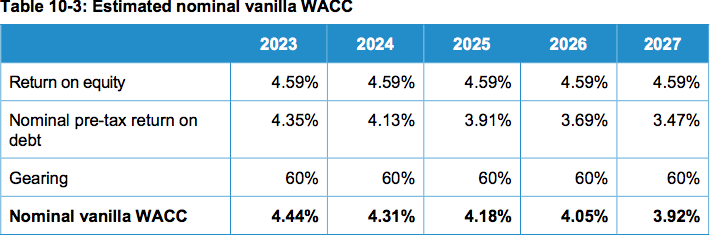 Table 10-3: Estimated nominal vanilla WACC
2023 2024 2025 2026 2027
Return on equity 4.59% 4.59% 4.59% 4.59% 4.59%
Nominal pre-tax return on 4.35% 4.13% 3.91% 3.69% 3.47%
debt
Gearing 60% 60% 60% 60% 60%
Nominal vanilla WACC 4.44% 4.31% 4.18% 4.05% 3.92%